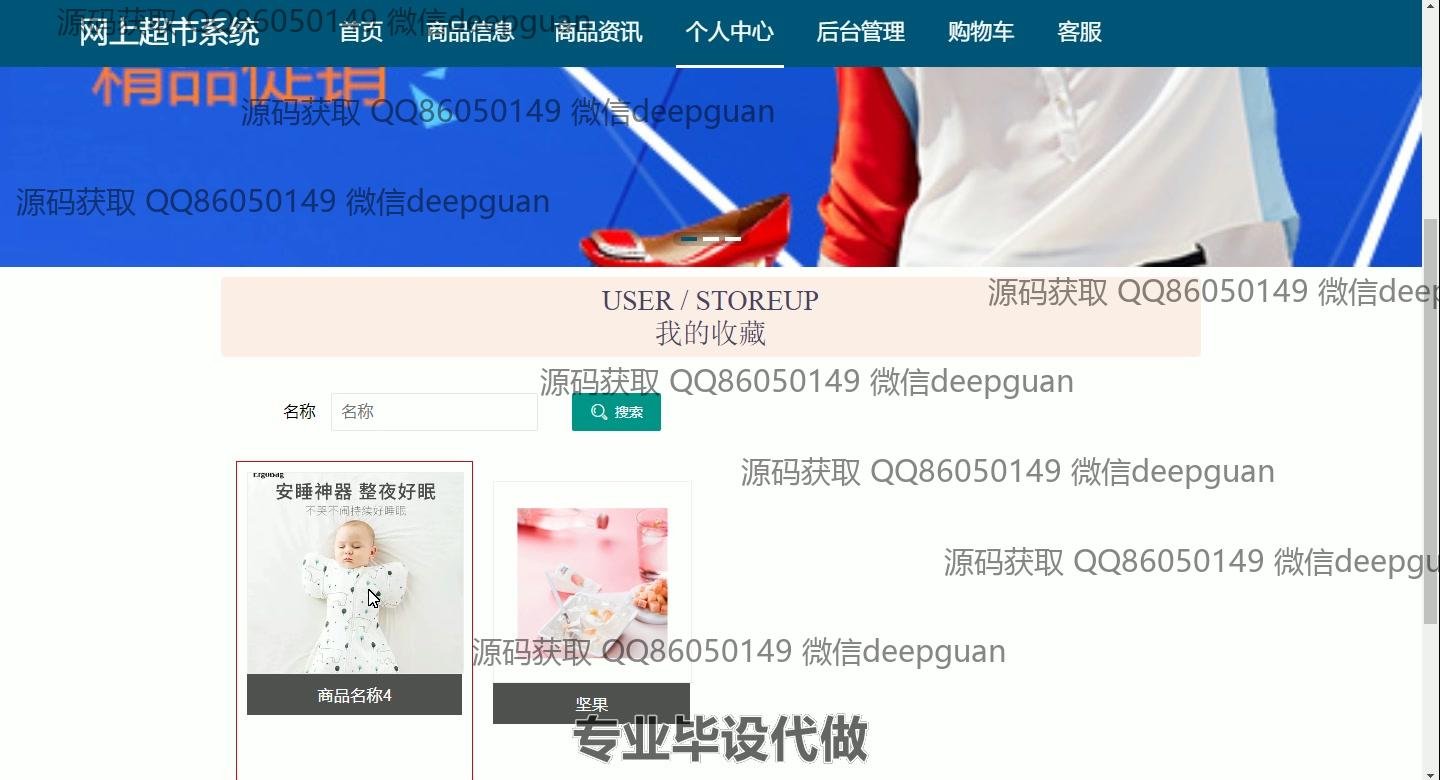 网上超市系统 首页 商品信息 商品资讯 个人中心 后台管理 购物车 客服
源码获取 QQ86050149 微信deepguan
精品促销
源码获取 QQ86050149 微信deepguan
源码获取 QQ86050149 微信deepguan
USER / STOREUP
源码获取 QQ86050149 微信deep
我的收藏
源码获取 QQ86050149 微信deepguan
名称 名称 搜索
源码获取 QQ86050149 微信deepguan
安睡神器 整夜好眠
不哭不闹持续好睡眠
源码获取 QQ86050149 微信deepgu
源码获取 QQ86050149 微信deepguan
商品名称4
坚果
专业毕设代做